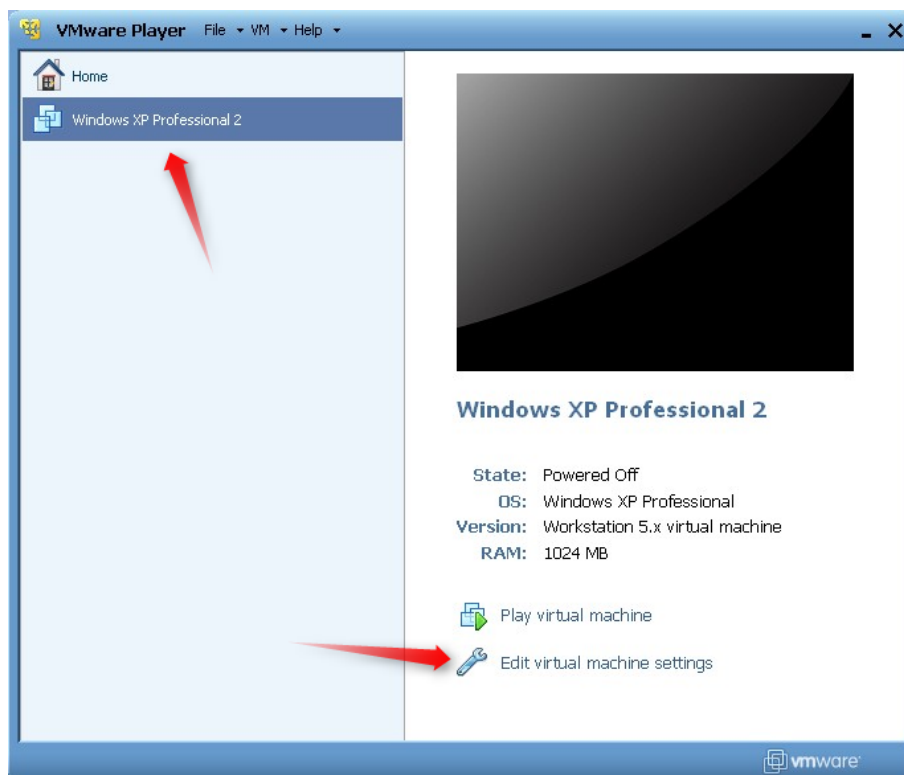 VMware Player File VM Help
Home
Windows XP Professional 2
Windows XP Professional 2
State: Powered Off
OS: Windows XP Professional
Version: Workstation 5.x virtual machine
RAM: 1024 MB
Play virtual machine
Edit virtual machine settings
vmware